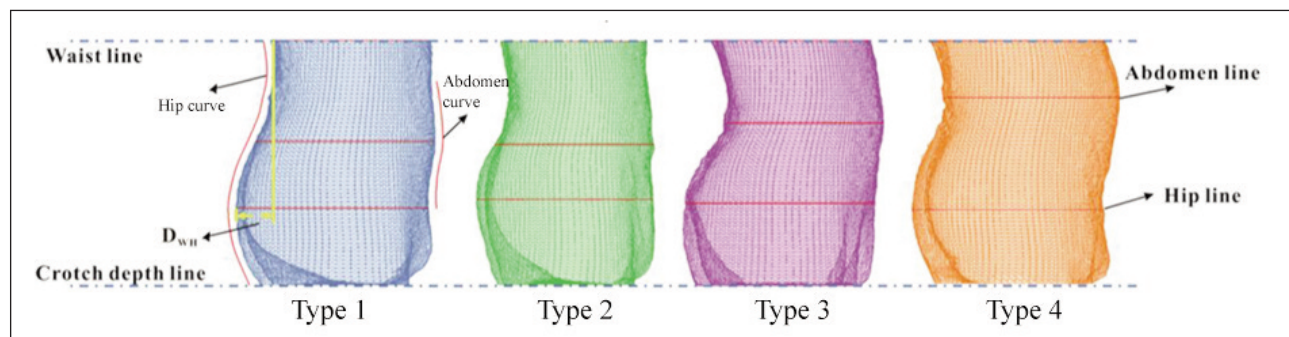 Waist line
Hip curve
Abdomen
curve
Abdomen line
Hip line
D_WH
Crotch depth line
Type 1
Type 2
Type 3
Type 4